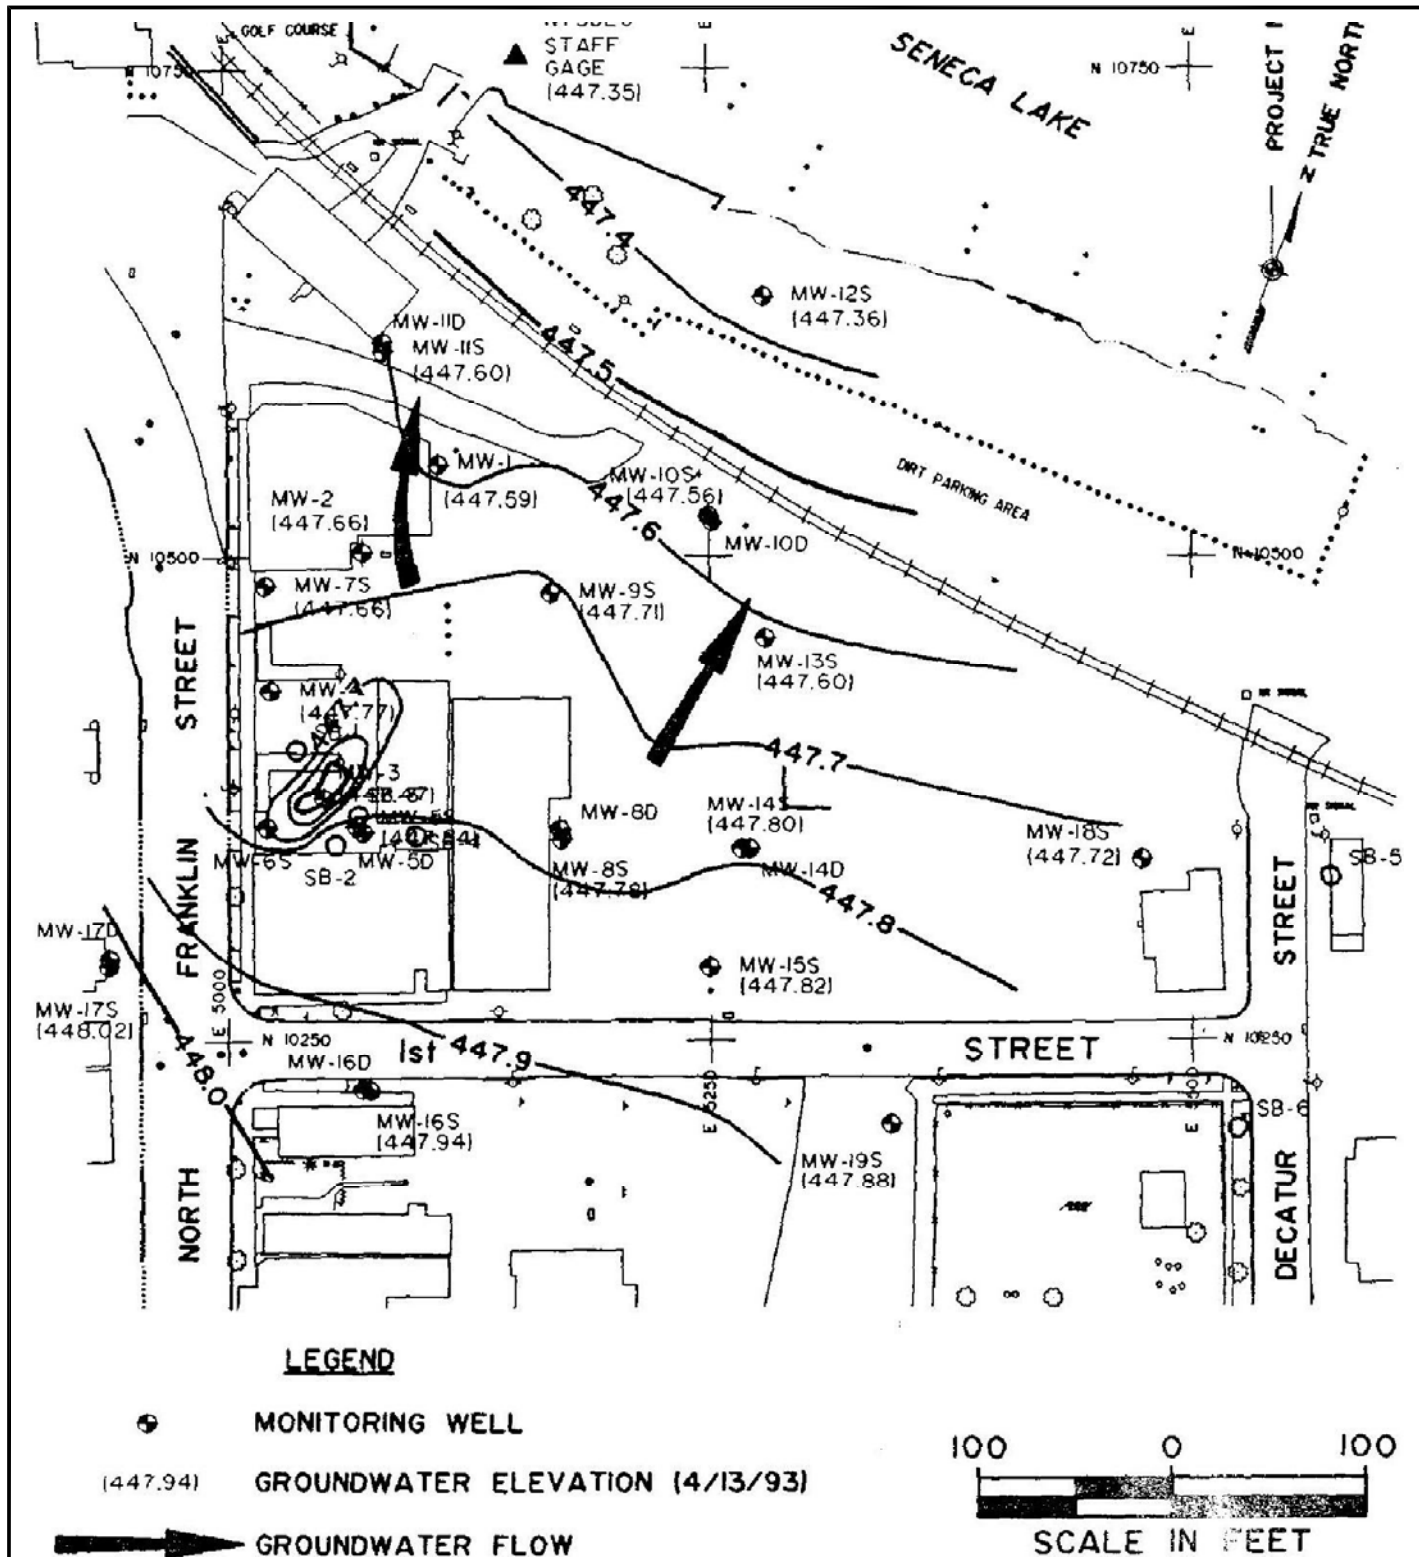 GOLF COURSE
STAFF
GAGE
(447.35)
N 10750
E
SENECA LAKE
N 10750
E
PROJECT
TRUE NORTH
N
447.4
MW-12S
(447.36)
MW-11D
MW-11S
(447.60)
447.5
DIRT PARKING AREA
MW-1
(447.59)
MW-10S
(447.56)
MW-2
(447.66)
447.6
MW-10D
N 10500
N 10500
MW-7S
(447.66)
MW-9S
(447.71)
MW-13S
(447.60)
MW-4
(447.77)
447.7
MW-3
MW-5S
(447.84)
MW-8D
MW-14S
(447.80)
MW-18S
(447.72)
MW-6S
MW-5D
SB-2
MW-8S
(447.78)
MW-14D
SB-5
447.8
MW-17D
MW-17S
(448.02)
MW-15S
(447.82)
E 5000
N 10250
1st
447.9
STREET
N 10250
448.0
MW-16D
MW-16S
(447.94)
E 5250
MW-19S
(447.88)
SB-6
NORTH FRANKLIN STREET
DECATUR STREET
LEGEND
MONITORING WELL
(447.94) GROUNDWATER ELEVATION (4/13/93)
GROUNDWATER FLOW
100 0 100
SCALE IN FEET